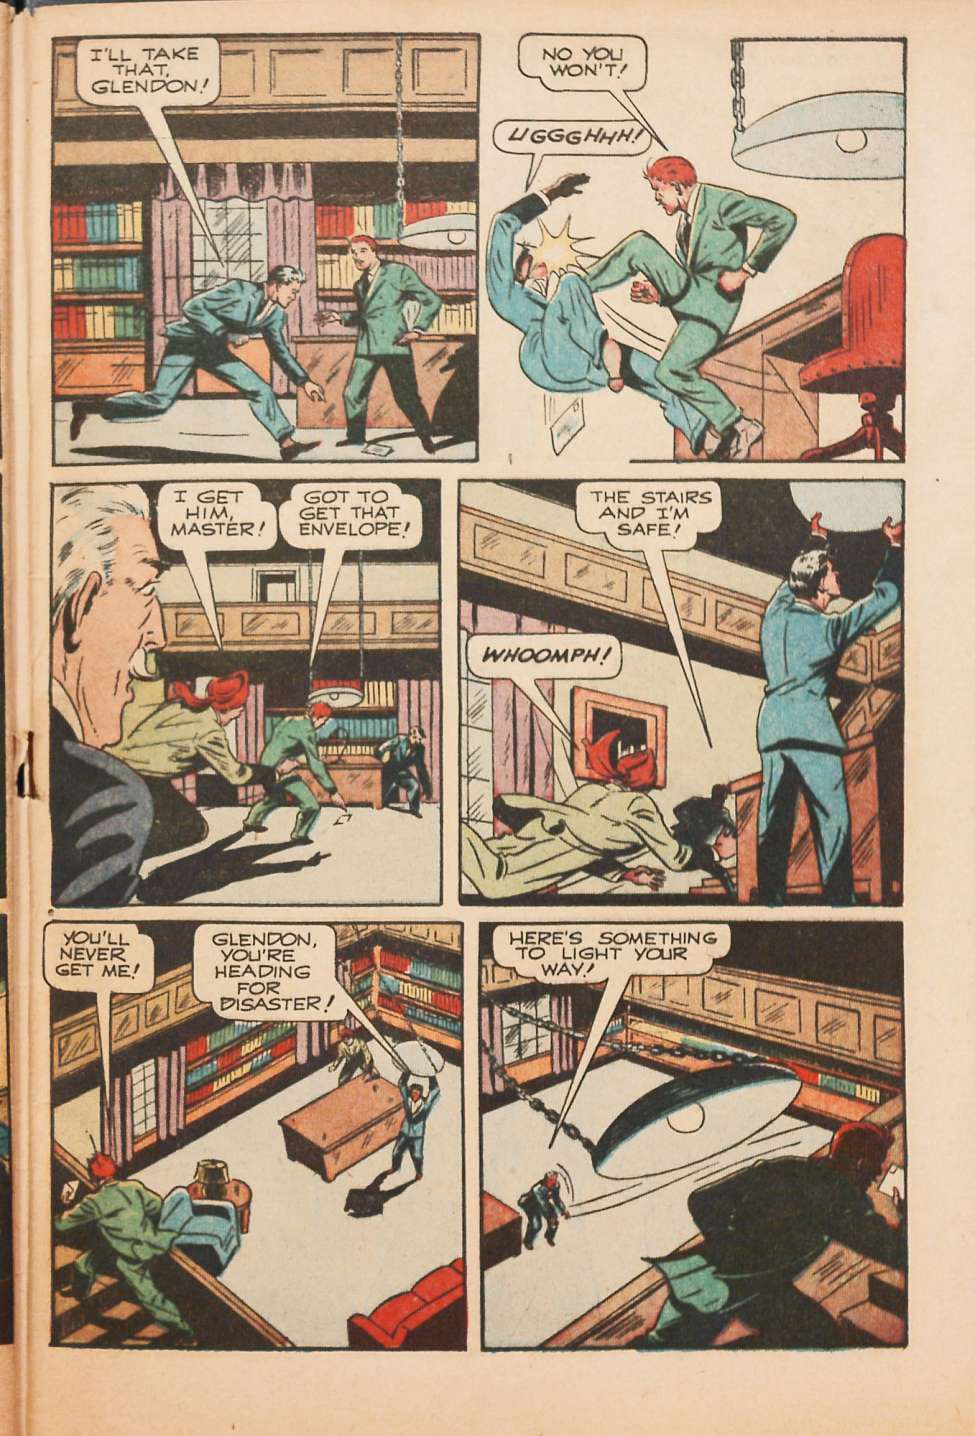 I'LL TAKE
THAT,
GLENDON!
NO YOU
WON'T!
UGGGHHH!
I GET
HIM,
MASTER!
GOT TO
GET THAT
ENVELOPE!
THE STAIRS
AND I'M
SAFE!
WHOOMPH!
YOU'LL
NEVER
GET ME!
GLENDON,
YOU'RE
HEADING
FOR
DISASTER!
HERE'S SOMETHING
TO LIGHT YOUR
WAY!